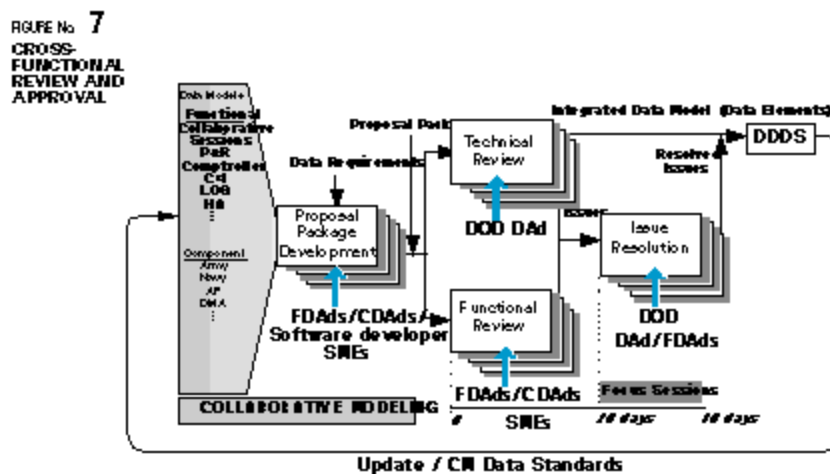 FIGURE No 7
CROSS-
FUNCTIONAL
REVIEW AND
APPROVAL
Data Models
Functional
Collaborative
Sessions
P&R
Comptroller
C4I
LOG
HA
Component
Army
Navy
AF
DMA
Data Requirements
Proposal Pack
Proposal
Package
Development
FDAds/CDAds/
Software developer
SMEs
Technical
Review
DOD DAd
Functional
Review
FDAds/CDAds
SMEs
Issues
Integrated Data Model (Data Elements)
DDDS
Resolved
Issues
Issue
Resolution
DOD
DAd/FDAds
Focus Sessions
COLLABORATIVE MODELING
0
days
days
Update / CM Data Standards